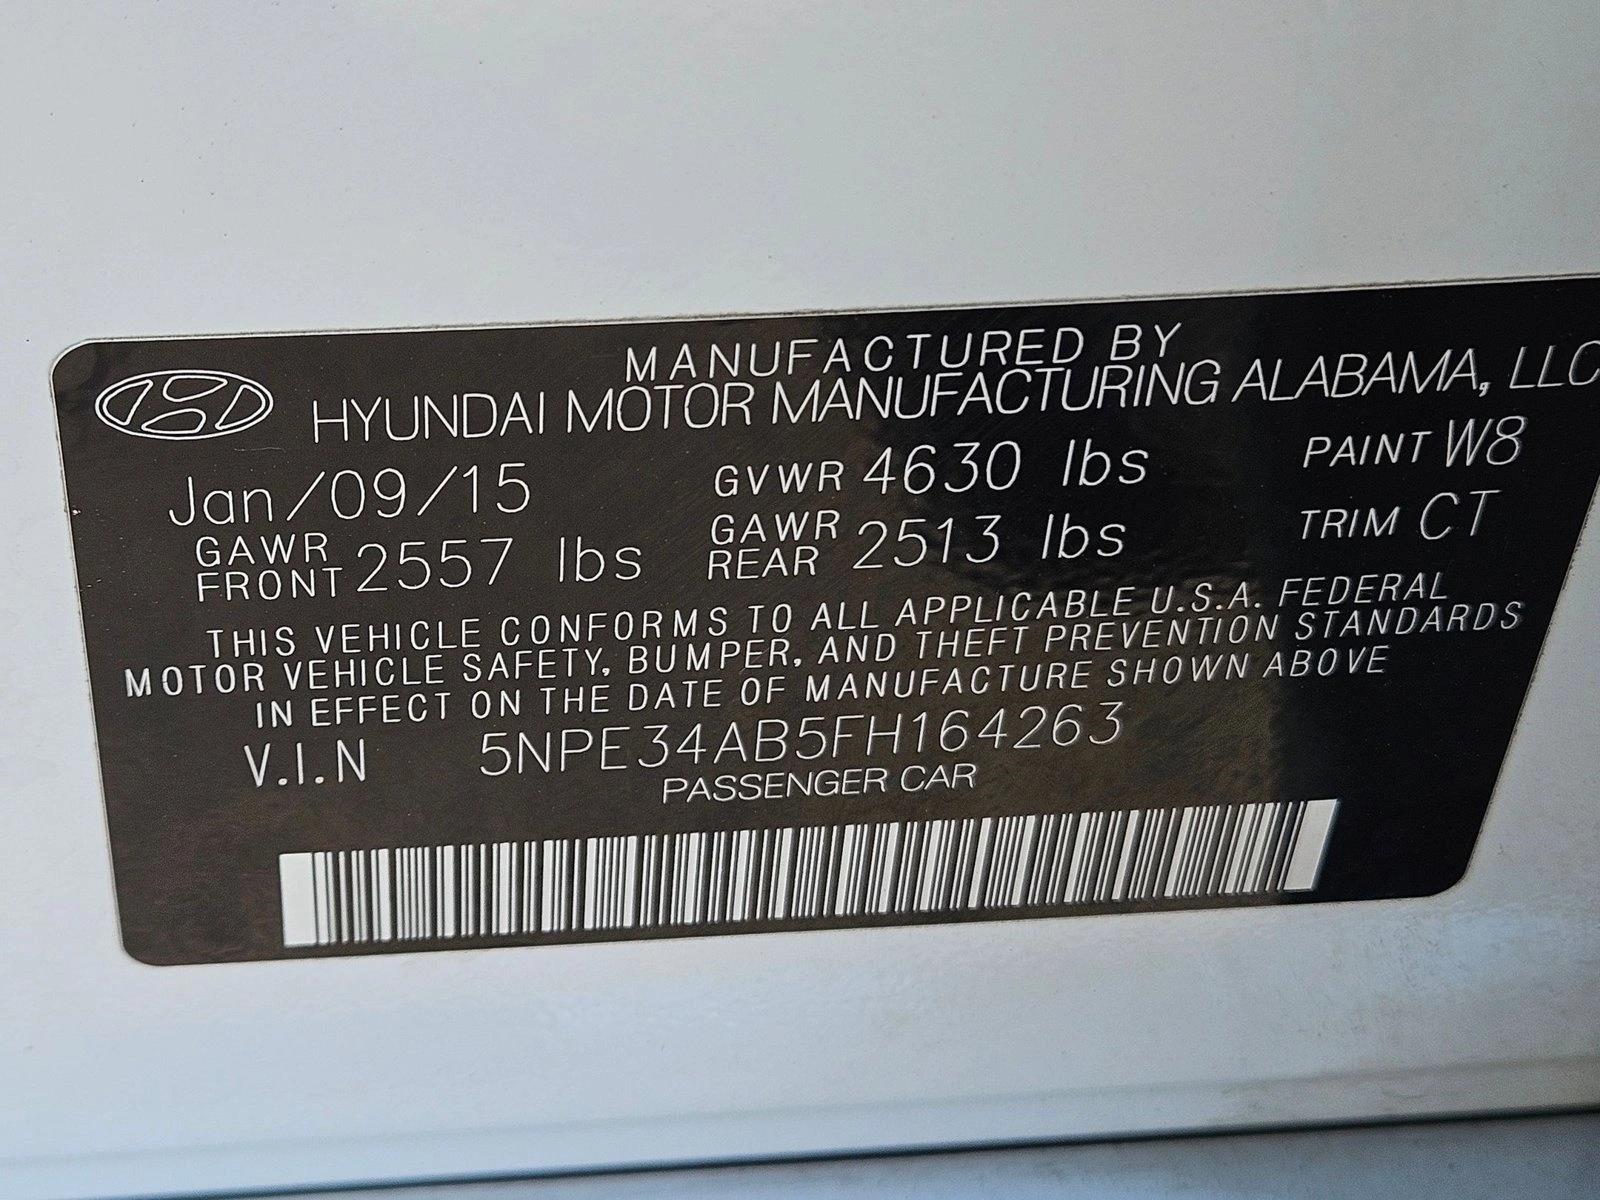 MANUFACTURED BY
HYUNDAI MOTOR MANUFACTURING ALABAMA, LLC
Jan/09/15 GVWR 4630 lbs PAINT W8
GAWR FRONT 2557 lbs GAWR REAR 2513 lbs TRIM CT
THIS VEHICLE CONFORMS TO ALL APPLICABLE U.S.A. FEDERAL
MOTOR VEHICLE SAFETY, BUMPER, AND THEFT PREVENTION STANDARDS
IN EFFECT ON THE DATE OF MANUFACTURE SHOWN ABOVE
V.I.N 5NPE34AB5FH164263
PASSENGER CAR